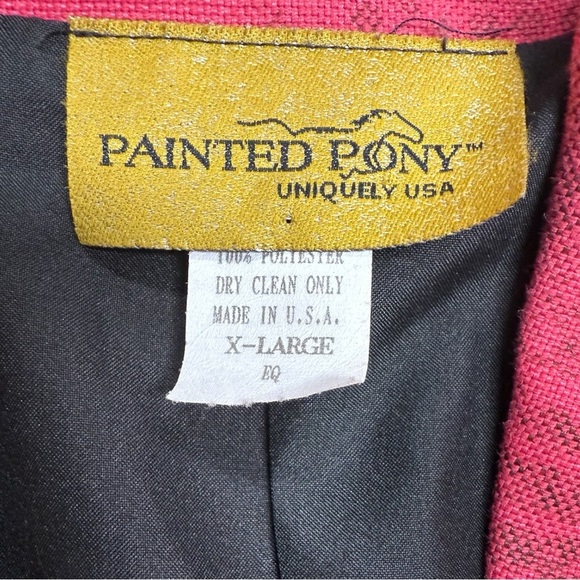 PAINTED PONY™
UNIQUELY USA
100% POLYESTER
DRY CLEAN ONLY
MADE IN U.S.A.
X-LARGE
EQ